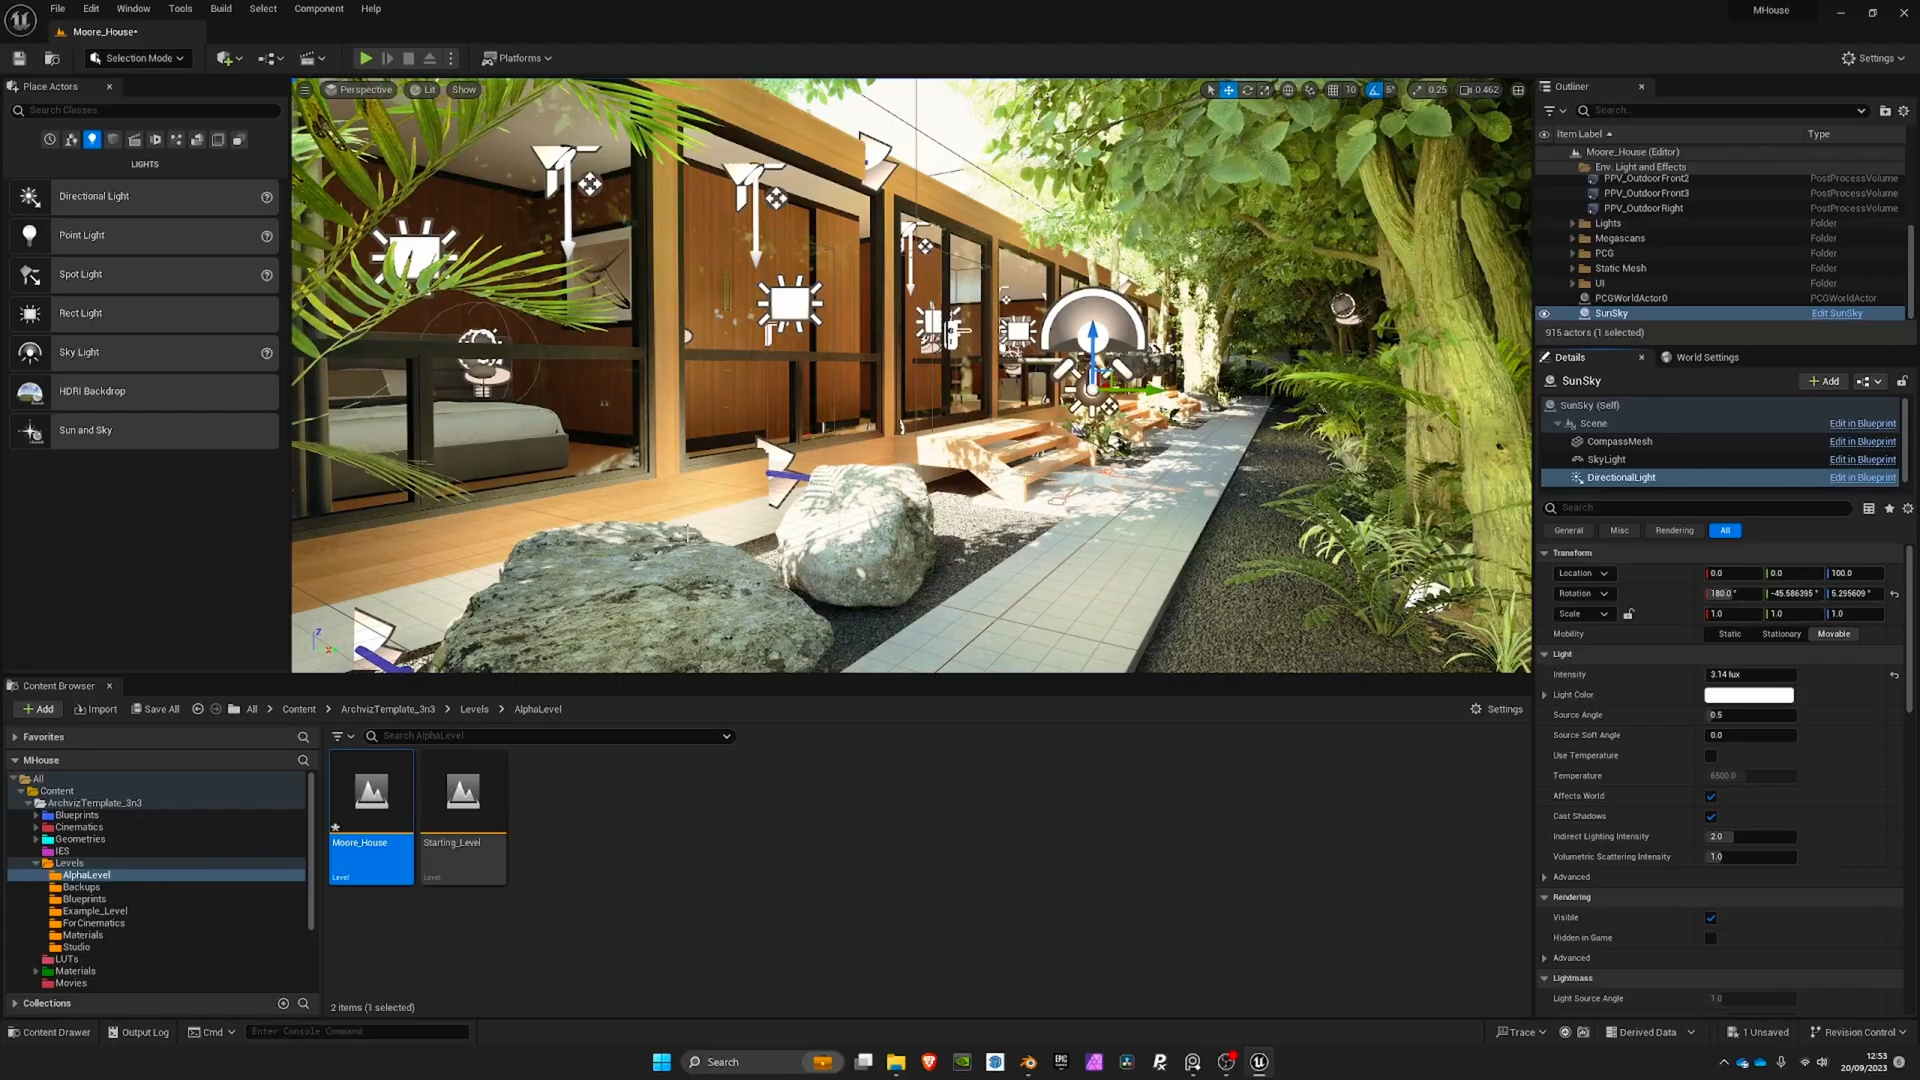 File Edit Window Tools Build Select Component Help
MHouse
Moore_House•
Selection Mode
Platforms
Settings
Place Actors
Search Classes
LIGHTS
Directional Light
Point Light
Spot Light
Rect Light
Sky Light
HDRI Backdrop
Sun and Sky
Perspective Lit Show
10 5° 0.25 0.462
Outliner
Search...
Item Label Type
Moore_House (Editor)
Env. Light and Effects
PPV_OutdoorFront2 PostProcessVolume
PPV_OutdoorFront3 PostProcessVolume
PPV_OutdoorRight PostProcessVolume
Lights Folder
Megascans Folder
PCG Folder
Static Mesh Folder
UI Folder
PCGWorldActor0 PCGWorldActor
SunSky Edit SunSky
915 actors (1 selected)
Details World Settings
SunSky Add
SunSky (Self)
Scene Edit in Blueprint
CompassMesh Edit in Blueprint
SkyLight Edit in Blueprint
DirectionalLight Edit in Blueprint
Search
General Misc Rendering All
Transform
Location 0.0 0.0 100.0
Rotation 180.0 ° -45.586395 ° 5.295609 °
Scale 1.0 1.0 1.0
Mobility Static Stationary Movable
Light
Intensity 3.14 lux
Light Color
Source Angle 0.5
Source Soft Angle 0.0
Use Temperature
Temperature 6500.0
Affects World
Cast Shadows
Indirect Lighting Intensity 2.0
Volumetric Scattering Intensity 1.0
Advanced
Rendering
Visible
Hidden in Game
Advanced
Lightmass
Light Source Angle 1.0
Content Browser
Add Import Save All All Content ArchvizTemplate_3n3 Levels AlphaLevel Settings
Favorites
MHouse
All
Content
ArchvizTemplate_3n3
Blueprints
Cinematics
Geometries
IES
Levels
AlphaLevel
Backups
Blueprints
Example_Level
ForCinematics
Materials
Studio
LUTs
Materials
Movies
Collections
Search AlphaLevel
Moore_House
Level
Starting_Level
Level
2 items (1 selected)
Content Drawer Output Log Cmd Enter Console Command Trace Derived Data 1 Unsaved Revision Control
Search
12:53
20/09/2023